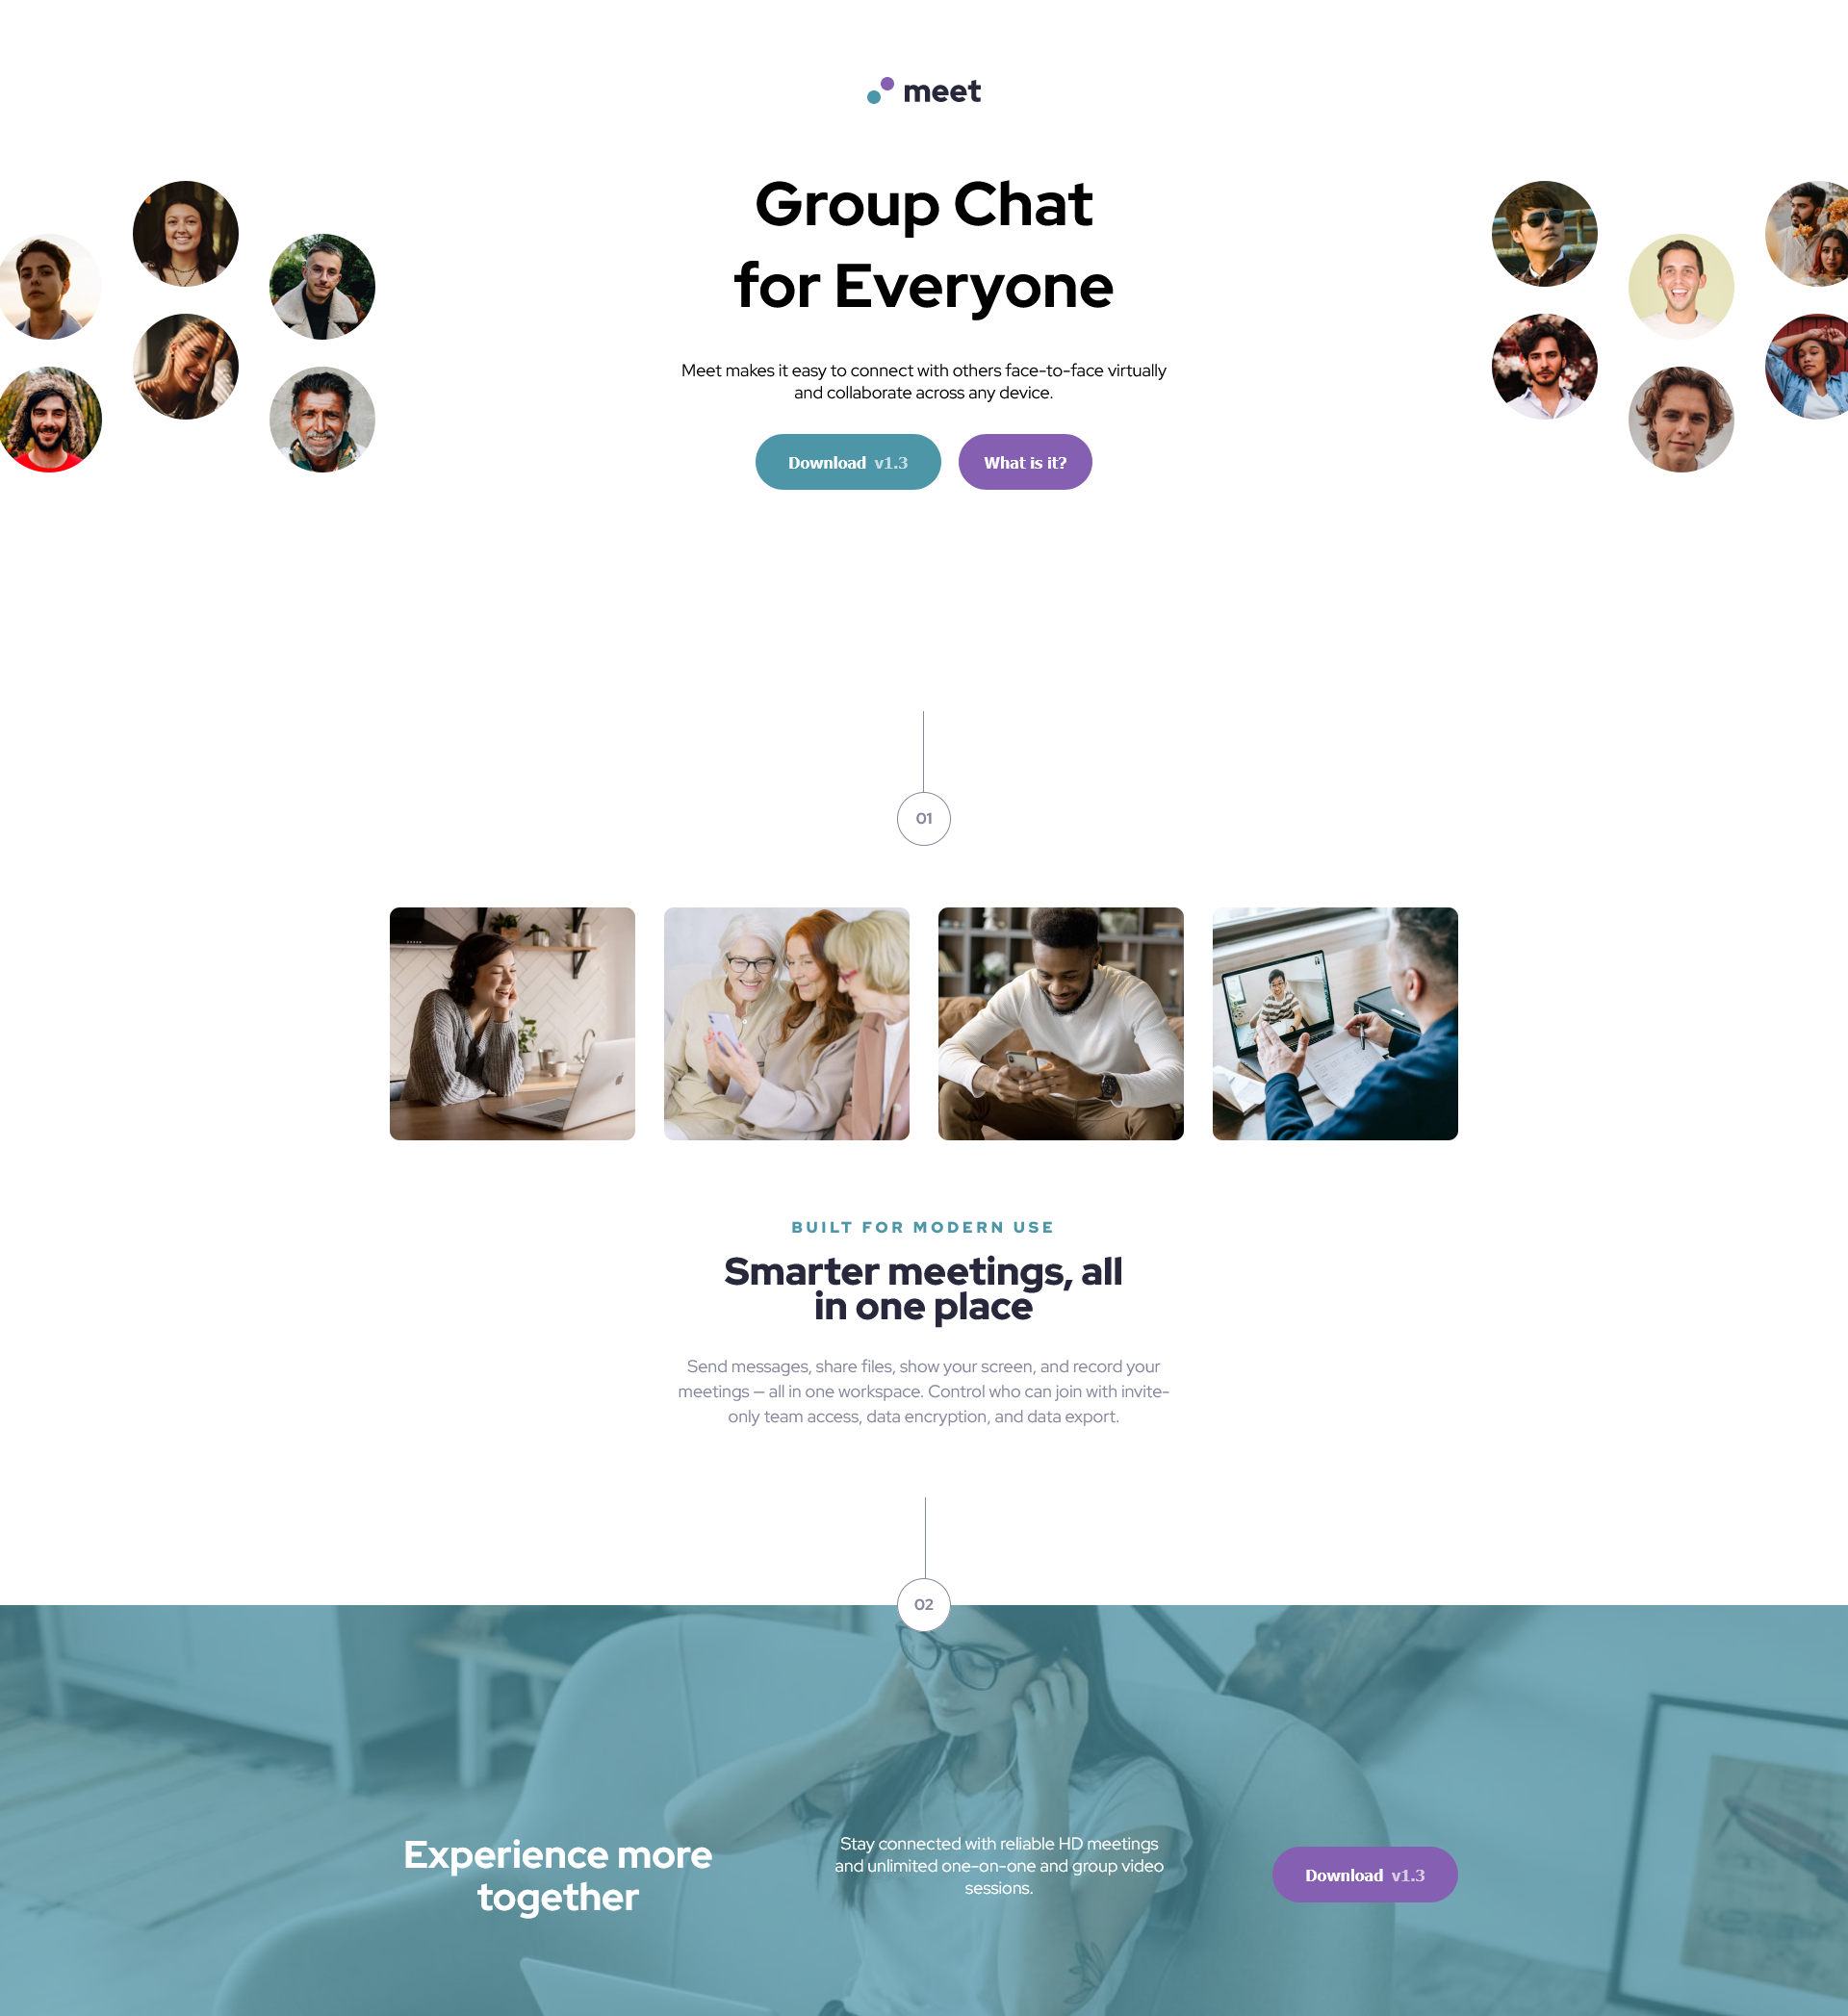 meet
Group Chat
for Everyone
Meet makes it easy to connect with others face-to-face virtually
and collaborate across any device.
Download v1.3
What is it?
01
BUILT FOR MODERN USE
Smarter meetings, all
in one place
Send messages, share files, show your screen, and record your
meetings — all in one workspace. Control who can join with invite-
only team access, data encryption, and data export.
02
Experience more
together
Stay connected with reliable HD meetings
and unlimited one-on-one and group video
sessions.
Download v1.3